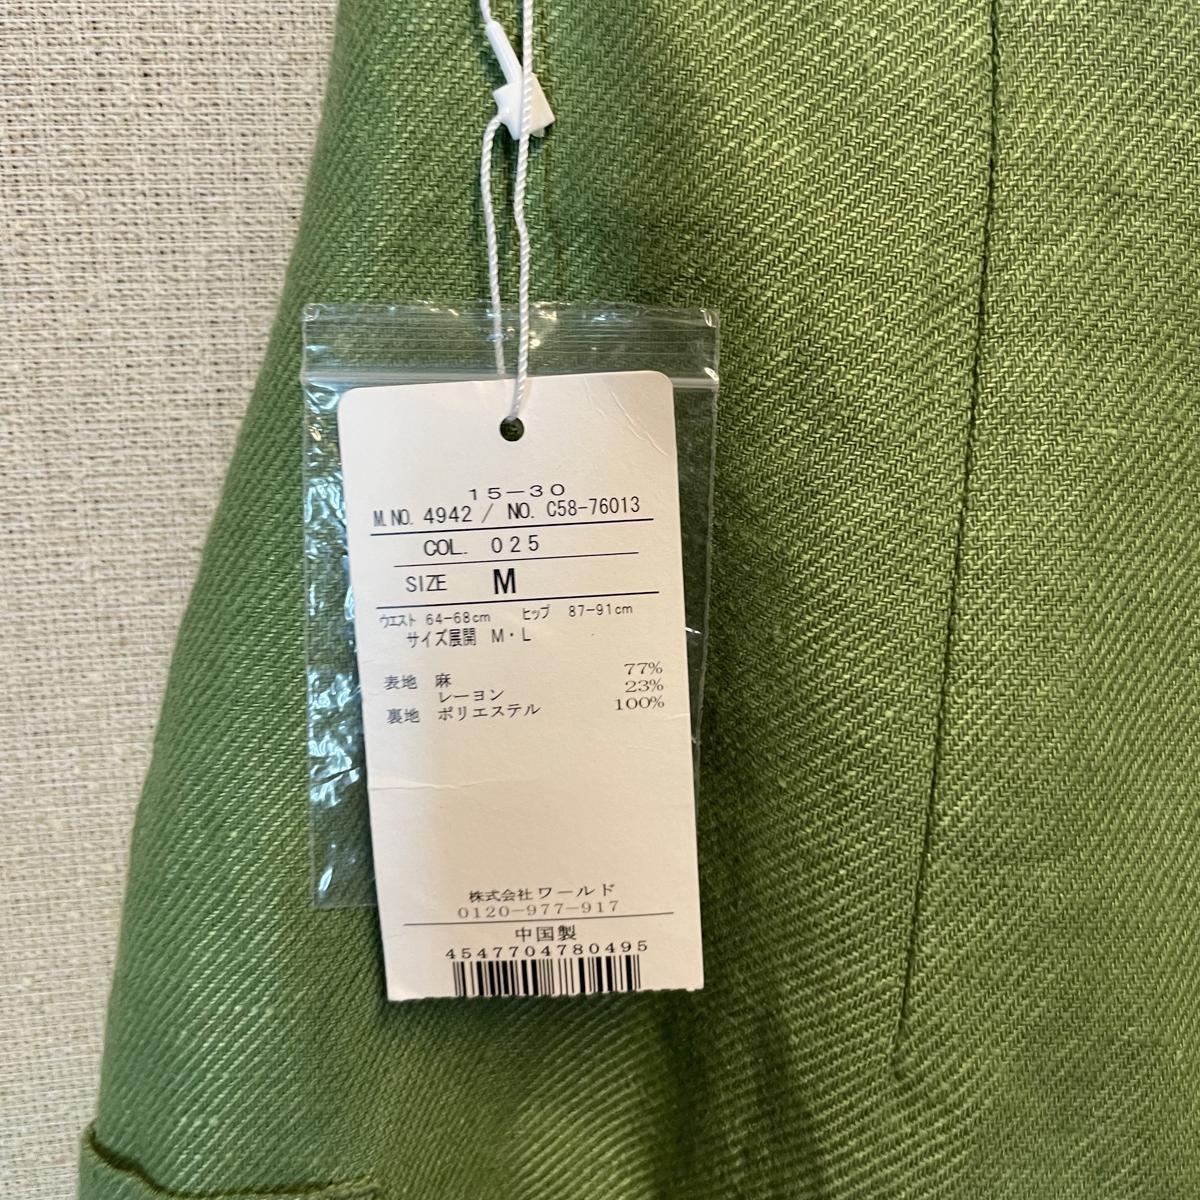 15-30
M.NO. 4942 / NO. C58-76013
COL. 025
SIZE M
ウエスト 64-68cm ヒップ 87-91cm
サイズ展開 M・L
表地 麻 77%
レーヨン 23%
裏地 ポリエステル 100%
株式会社ワールド
0120-977-917
中国製
4547704780495